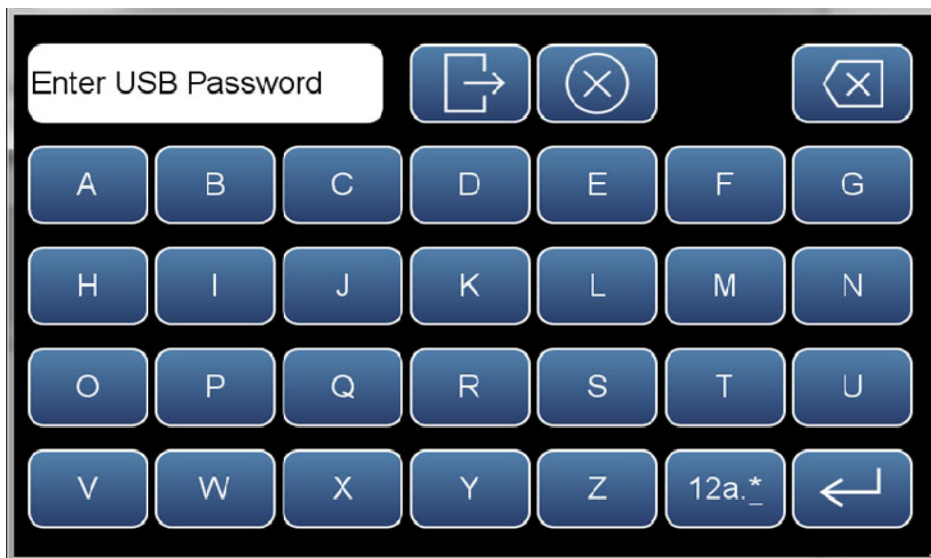 Enter USB Password
A B C D E F G
H I J K L M N
O P Q R S T U
V W X Y Z 12a.*_